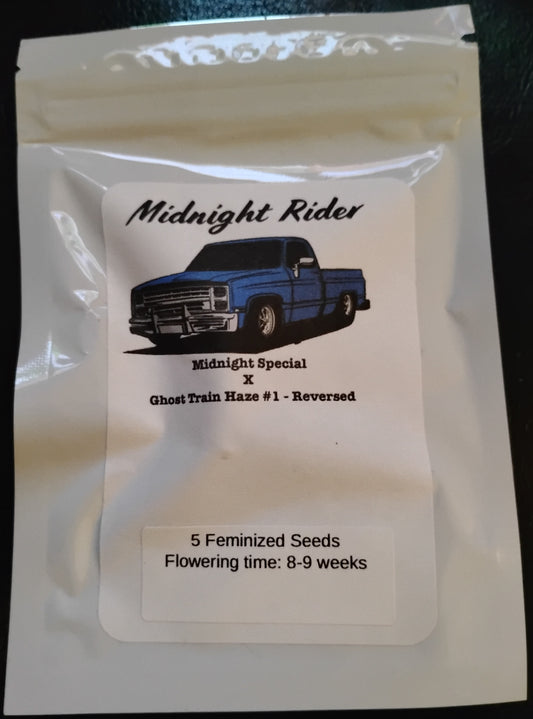 Midnight Rider
Midnight Special
X
Ghost Train Haze #1 - Reversed
5 Feminized Seeds
Flowering time: 8-9 weeks